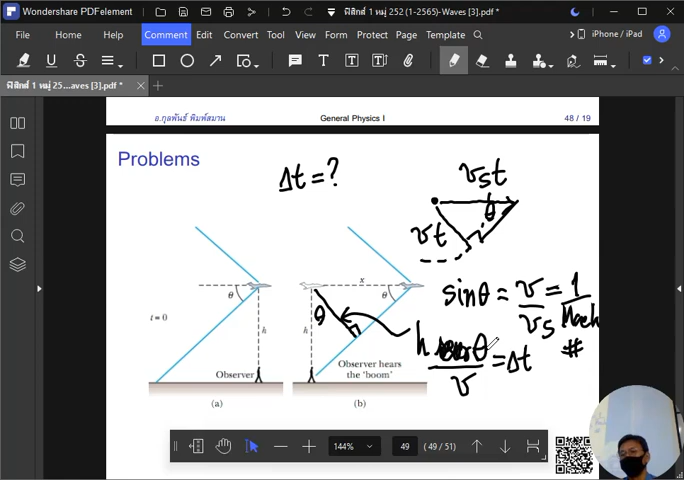 Wondershare PDFelement
ฟิสิกส์ 1 หมู่ 252 (1-2565)-Waves [3].pdf *
File
Home
Help
Comment
Edit
Convert
Tool
View
Form
Protect
Page
Template
iPhone / iPad
ฟิสิกส์ 1 หมู่ 25...aves [3].pdf *
อ.กุลพันธ์ พิมพ์สมาน
General Physics I
48 / 19
Problems
Δt = ?
vst
θ
vt
sinθ = v/vs = 1/Mach #
h cosθ/v = Δt
θ
t = 0
h
Observer
(a)
x
θ
θ
h
Observer hears
the 'boom'
(b)
144%
49
(49 / 51)